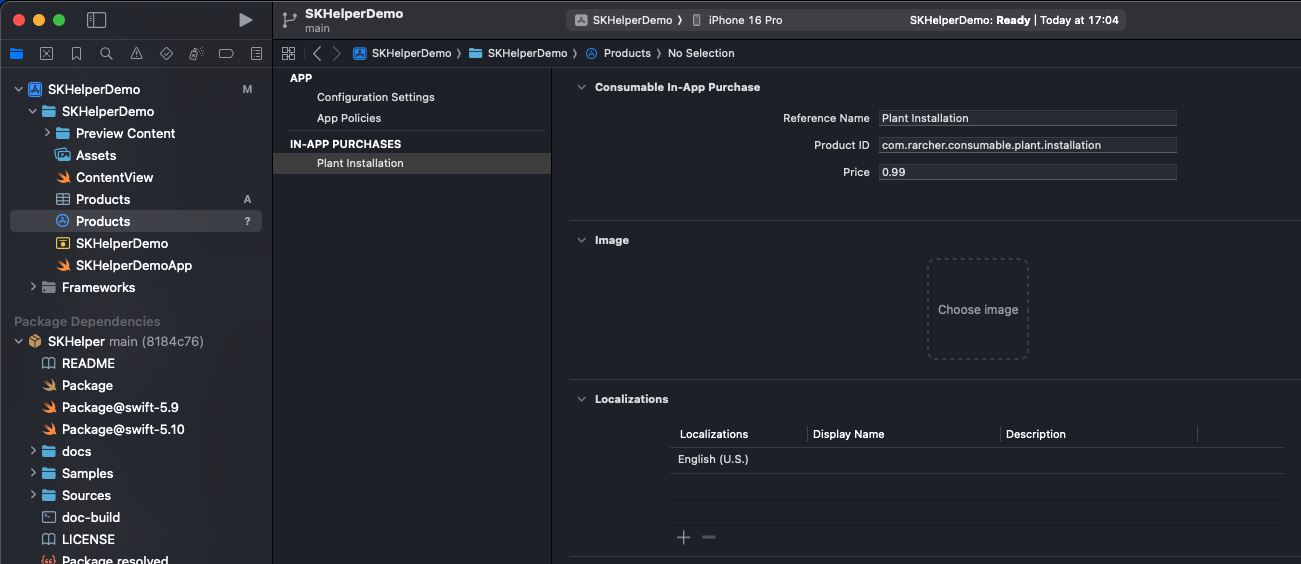 SKHelperDemo
main
SKHelperDemo 〉 iPhone 16 Pro
SKHelperDemo: Ready | Today at 17:04
SKHelperDemo 〉 SKHelperDemo 〉 Products 〉 No Selection
SKHelperDemo M
SKHelperDemo
Preview Content
Assets
ContentView
Products A
Products ?
SKHelperDemo
SKHelperDemoApp
Frameworks
Package Dependencies
SKHelper main (8184c76)
README
Package
Package@swift-5.9
Package@swift-5.10
docs
Samples
Sources
doc-build
LICENSE
Package.resolved
APP
Configuration Settings
App Policies
IN-APP PURCHASES
Plant Installation
Consumable In-App Purchase
Reference Name Plant Installation
Product ID com.rarcher.consumable.plant.installation
Price 0.99
Image
Choose image
Localizations
Localizations Display Name Description
English (U.S.)